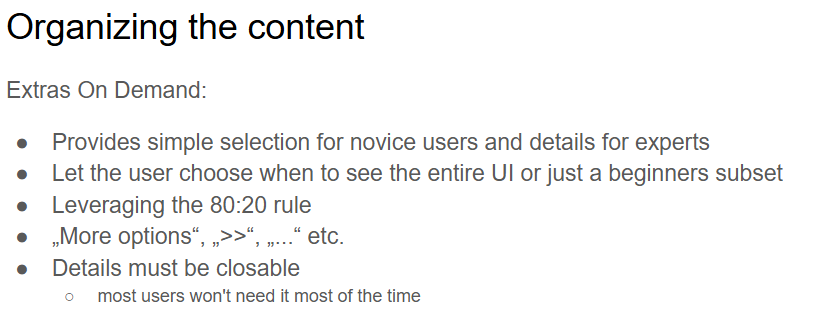 Organizing the content
Extras On Demand:
● Provides simple selection for novice users and details for experts
● Let the user choose when to see the entire UI or just a beginners subset
● Leveraging the 80:20 rule
● „More options“, „>>“, „...“ etc.
● Details must be closable
○ most users won't need it most of the time